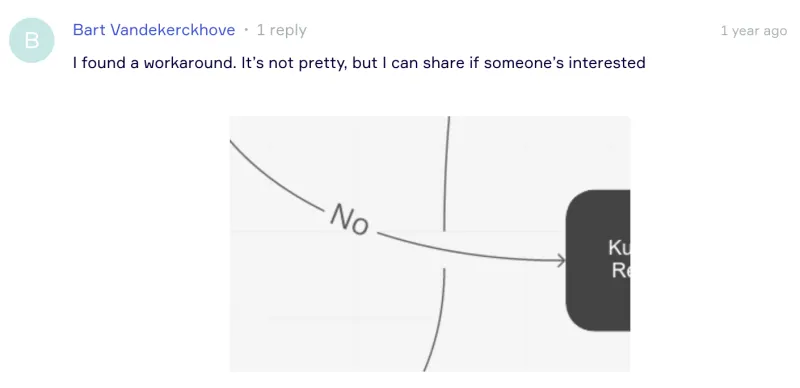 B
Bart Vandekerckhove · 1 reply
1 year ago
I found a workaround. It’s not pretty, but I can share if someone’s interested
No
Ku
Re